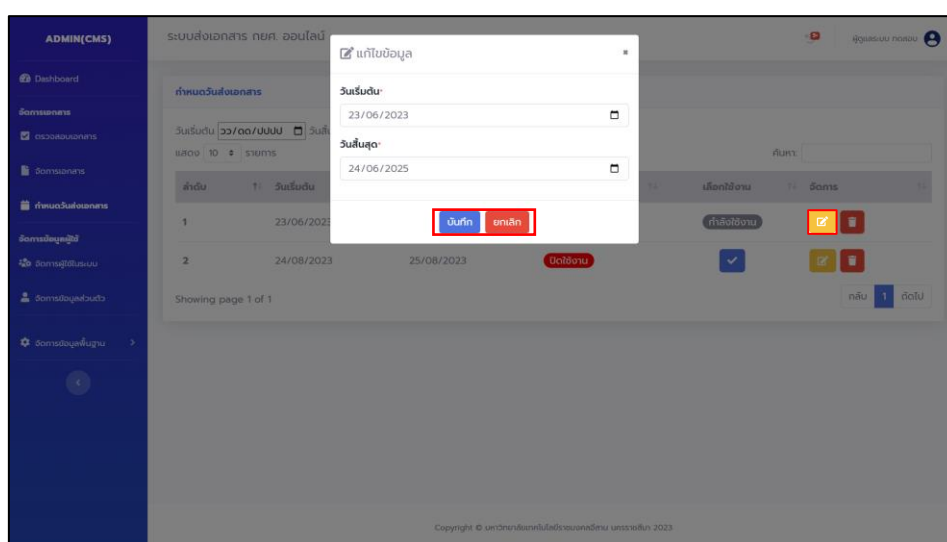 ADMIN(CMS)
ระบบส่งเอกสาร กยศ. ออนไลน์
ผู้ดูแลระบบ ทดสอบ
แก้ไขข้อมูล
×
Dashboard
กำหนดวันส่งเอกสาร
วันเริ่มต้น*
จัดการเอกสาร
23/06/2023
ตรวจสอบเอกสาร
วันเริ่มต้น วว/ดด/ปปปป
วันสิ้นสุด*
แสดง 10 รายการ
ค้นหา:
จัดการเอกสาร
24/06/2025
ลำดับ วันเริ่มต้น เลือกใช้งาน จัดการ
กำหนดวันส่งเอกสาร
1 23/06/2023 กำลังใช้งาน
บันทึก ยกเลิก
จัดการข้อมูลผู้ใช้
จัดการผู้ใช้ในระบบ
2 24/08/2023 25/08/2023 ปิดใช้งาน
จัดการข้อมูลส่วนตัว
Showing page 1 of 1
กลับ 1 ถัดไป
จัดการข้อมูลพื้นฐาน
Copyright © มหาวิทยาลัยเทคโนโลยีราชมงคลอีสาน นครราชสีมา 2023